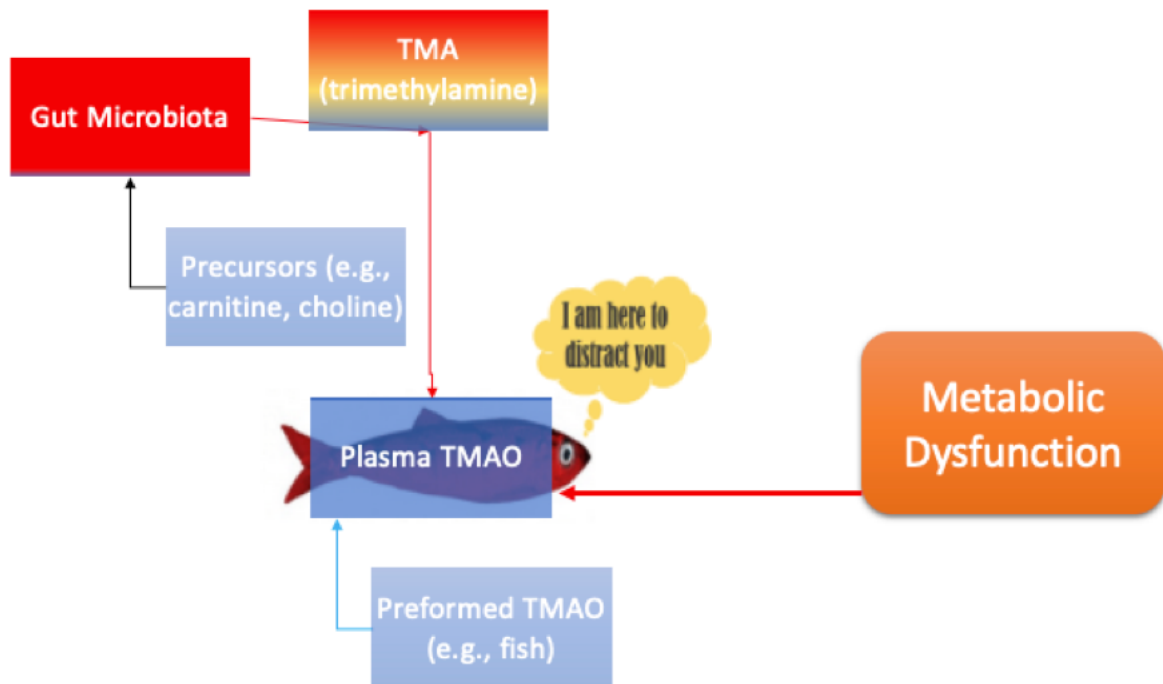 TMA
(trimethylamine)
Gut Microbiota
Precursors (e.g.,
carnitine, choline)
I am here to
distract you
Metabolic
Dysfunction
Plasma TMAO
Preformed TMAO
(e.g., fish)